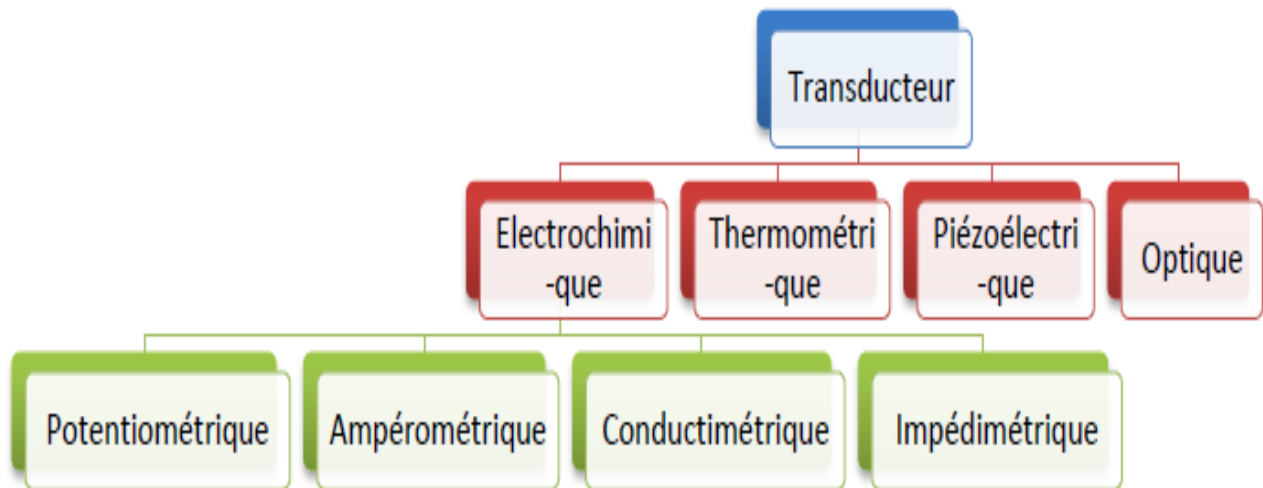 Transducteur
Electrochimi
-que
Thermométri
-que
Piézoélectri
-que
Optique
Potentiométrique
Ampérométrique
Conductimétrique
Impédimétrique